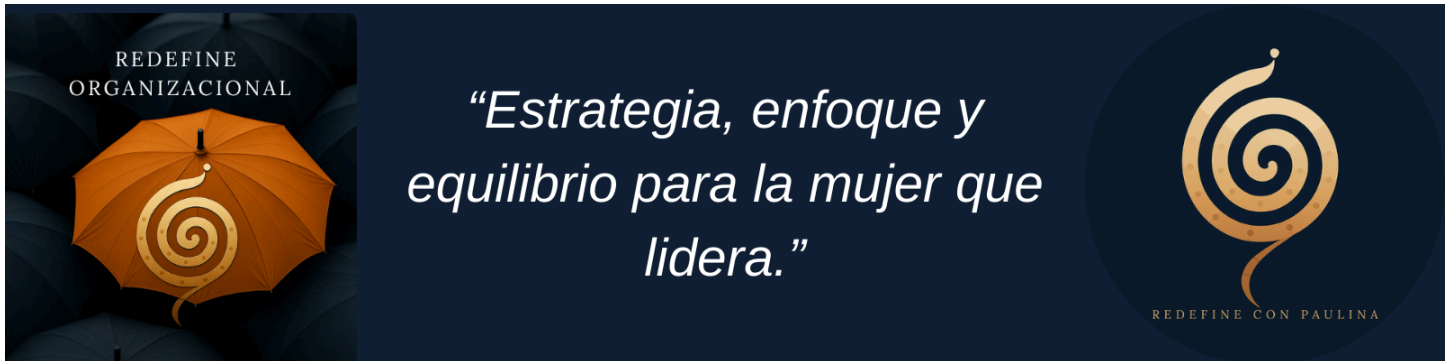 REDEFINE
ORGANIZACIONAL
“Estrategia, enfoque y
equilibrio para la mujer que
lidera.”
REDEFINE CON PAULINA